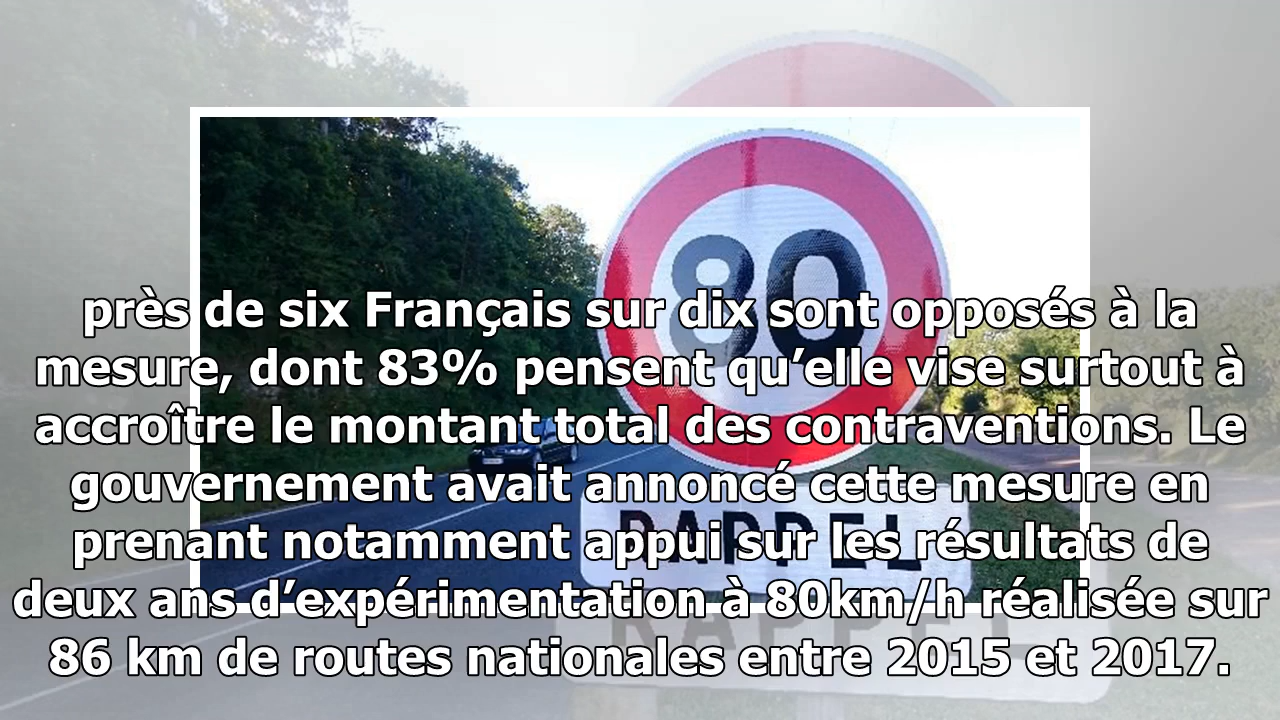 80
près de six Français sur dix sont opposés à la
mesure, dont 83% pensent qu’elle vise surtout à
accroître le montant total des contraventions. Le
gouvernement avait annoncé cette mesure en
prenant notamment appui sur les résultats de
deux ans d’expérimentation à 80km/h réalisée sur
86 km de routes nationales entre 2015 et 2017.
RAPPEL